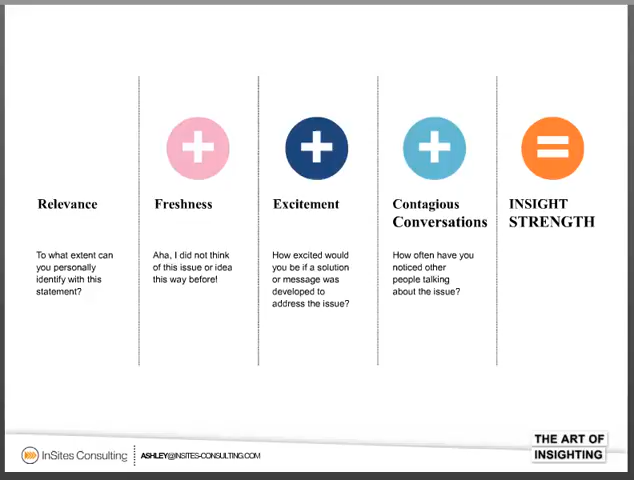 Relevance
To what extent can
you personally
identify with this
statement?
Freshness
Aha, I did not think
of this issue or idea
this way before!
Excitement
How excited would
you be if a solution
or message was
developed to
address the issue?
Contagious
Conversations
How often have you
noticed other
people talking
about the issue?
INSIGHT
STRENGTH
InSites Consulting
ASHLEY@INSITES-CONSULTING.COM
THE ART OF
INSIGHTING